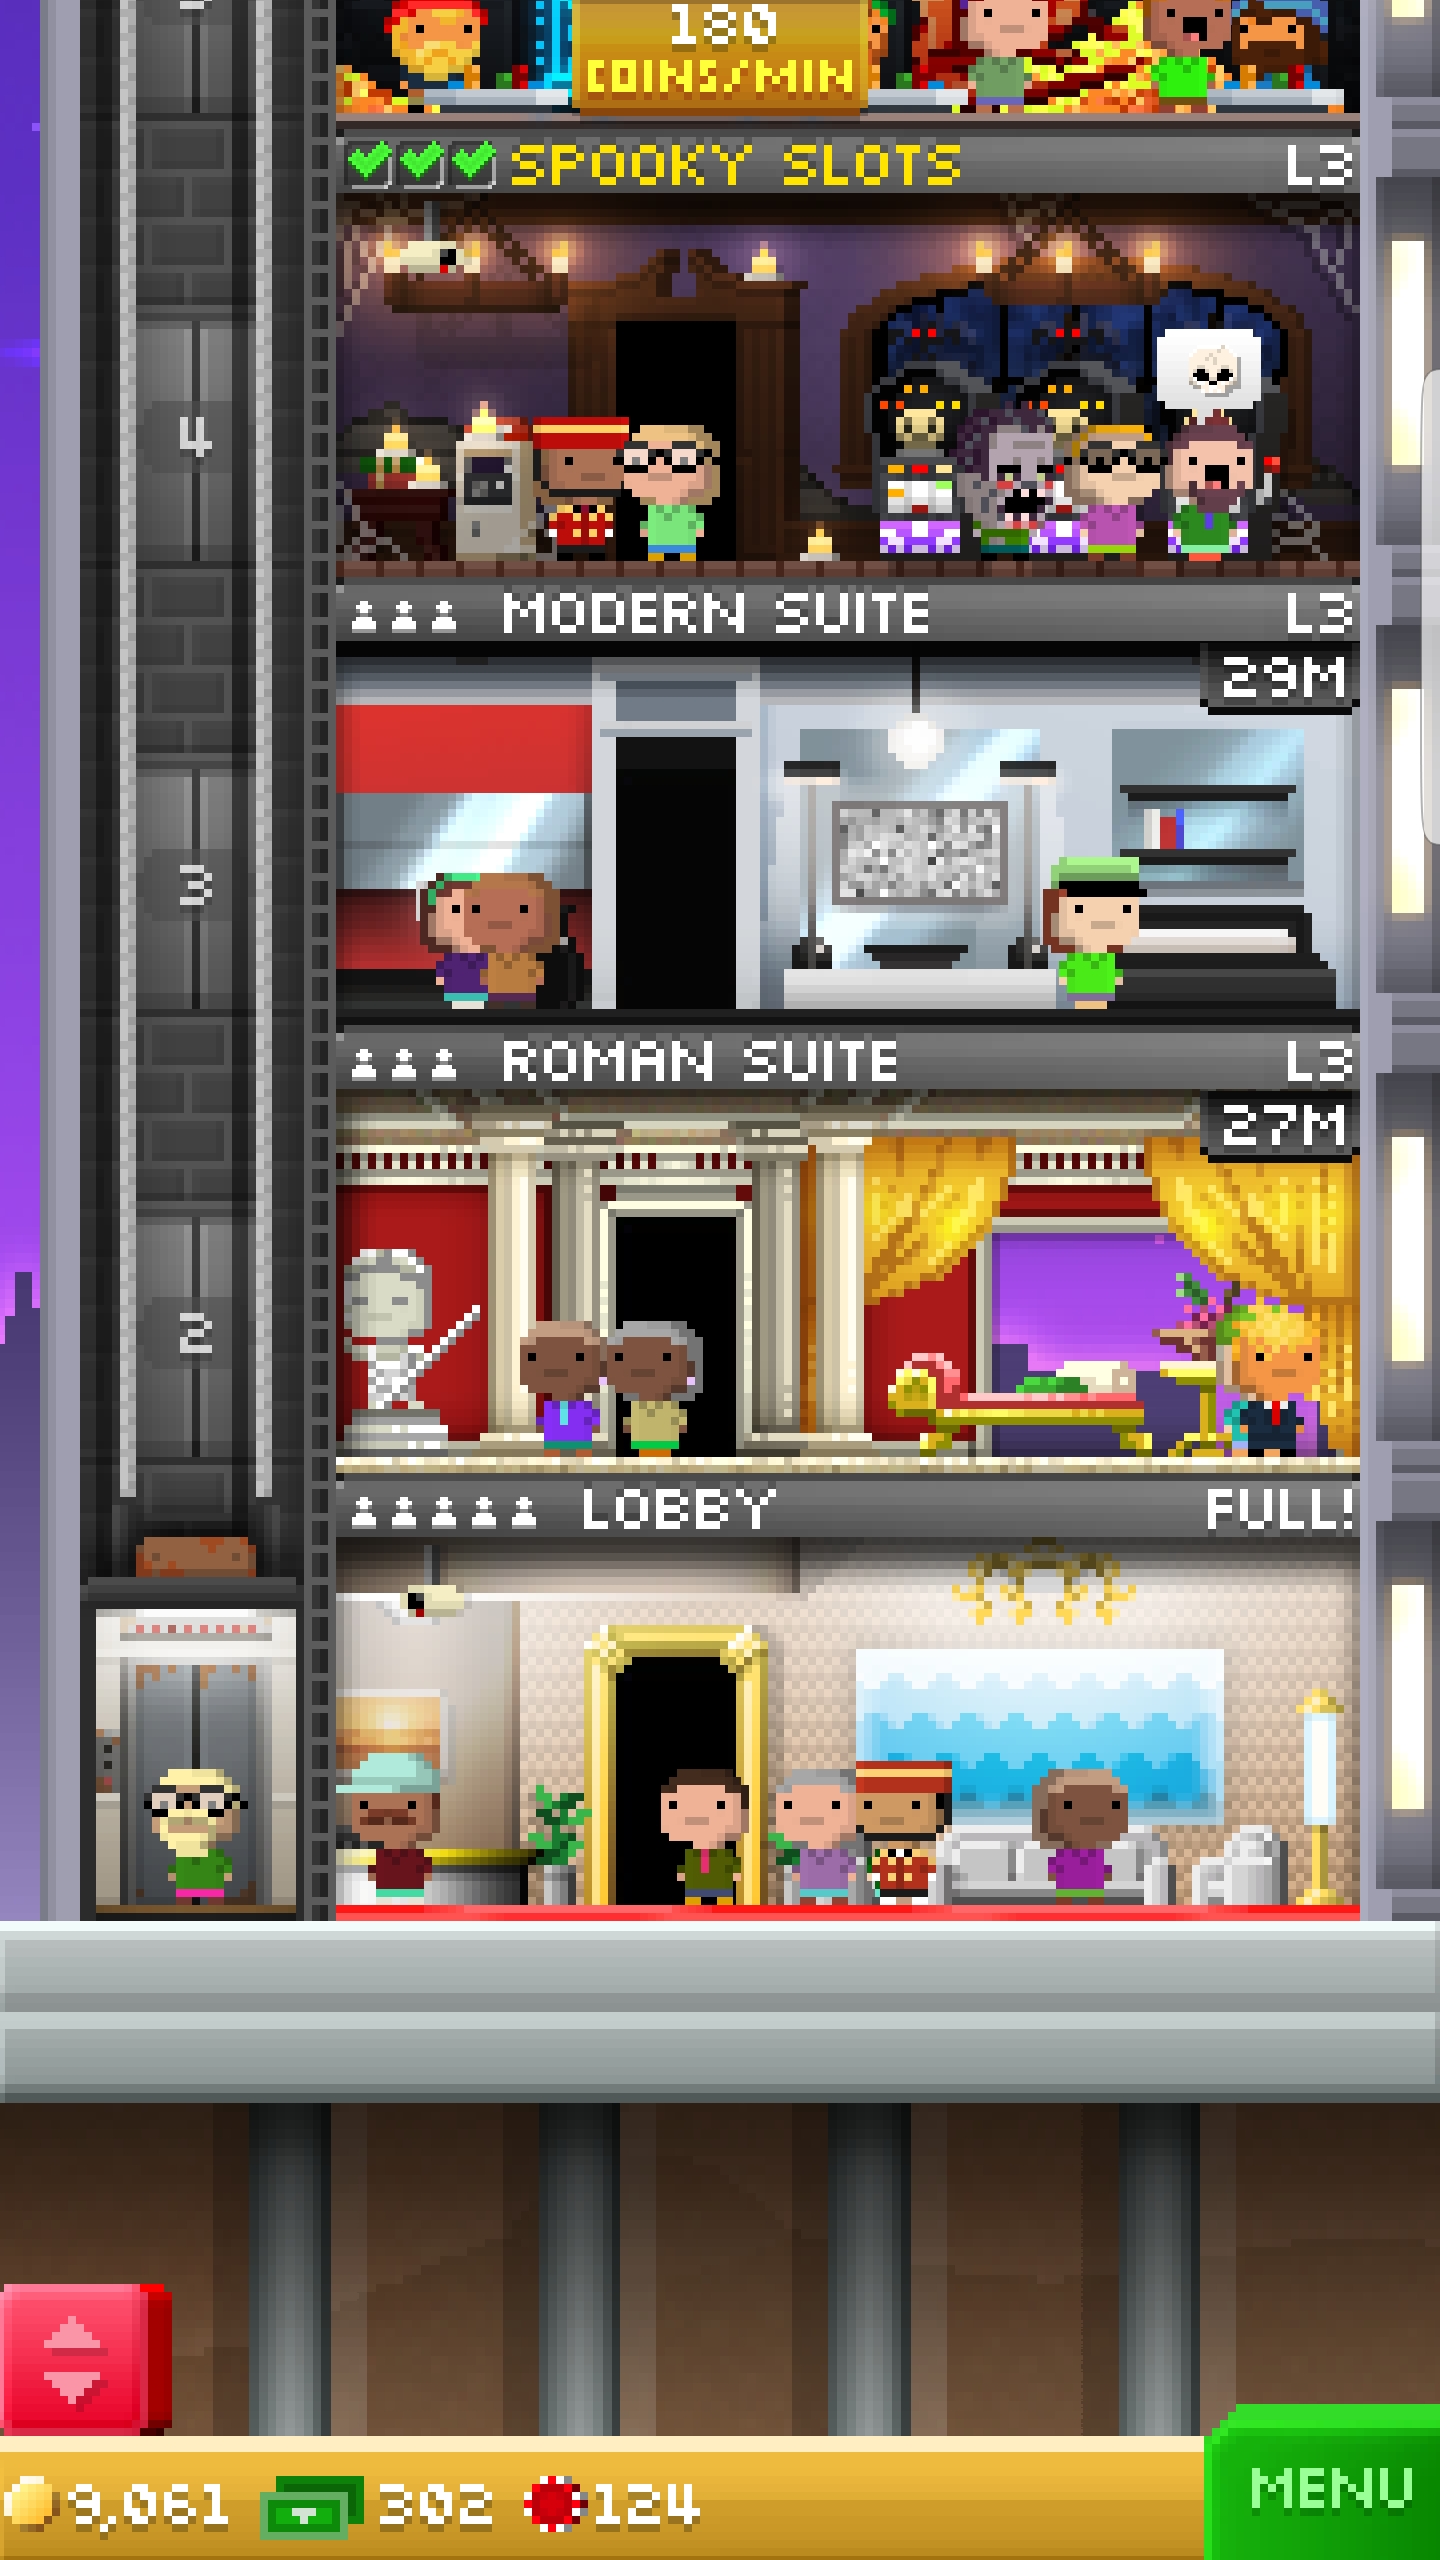 180
COINS/MIN
SPOOKY SLOTS L3
4
MODERN SUITE L3
29M
3
ROMAN SUITE L3
27M
2
LOBBY FULL!
MENU
9,061 302 124